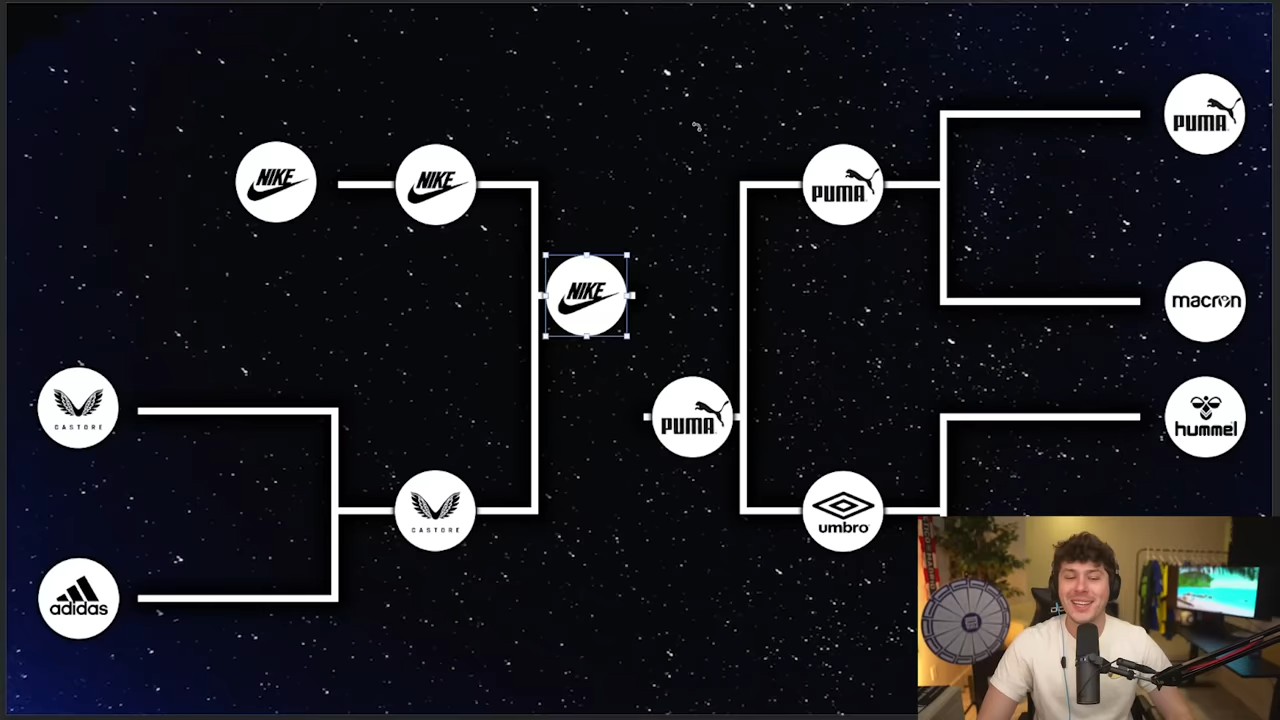 PUMA
NIKE
NIKE
PUMA
NIKE
macron
CASTORE
PUMA
hummel
CASTORE
umbro
adidas